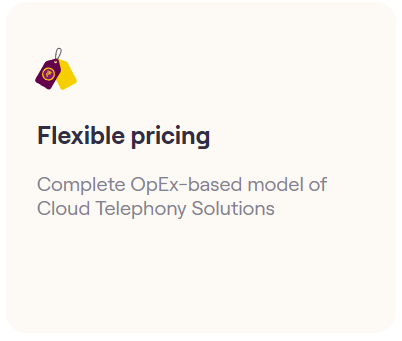 Flexible pricing
Complete OpEx-based model of
Cloud Telephony Solutions